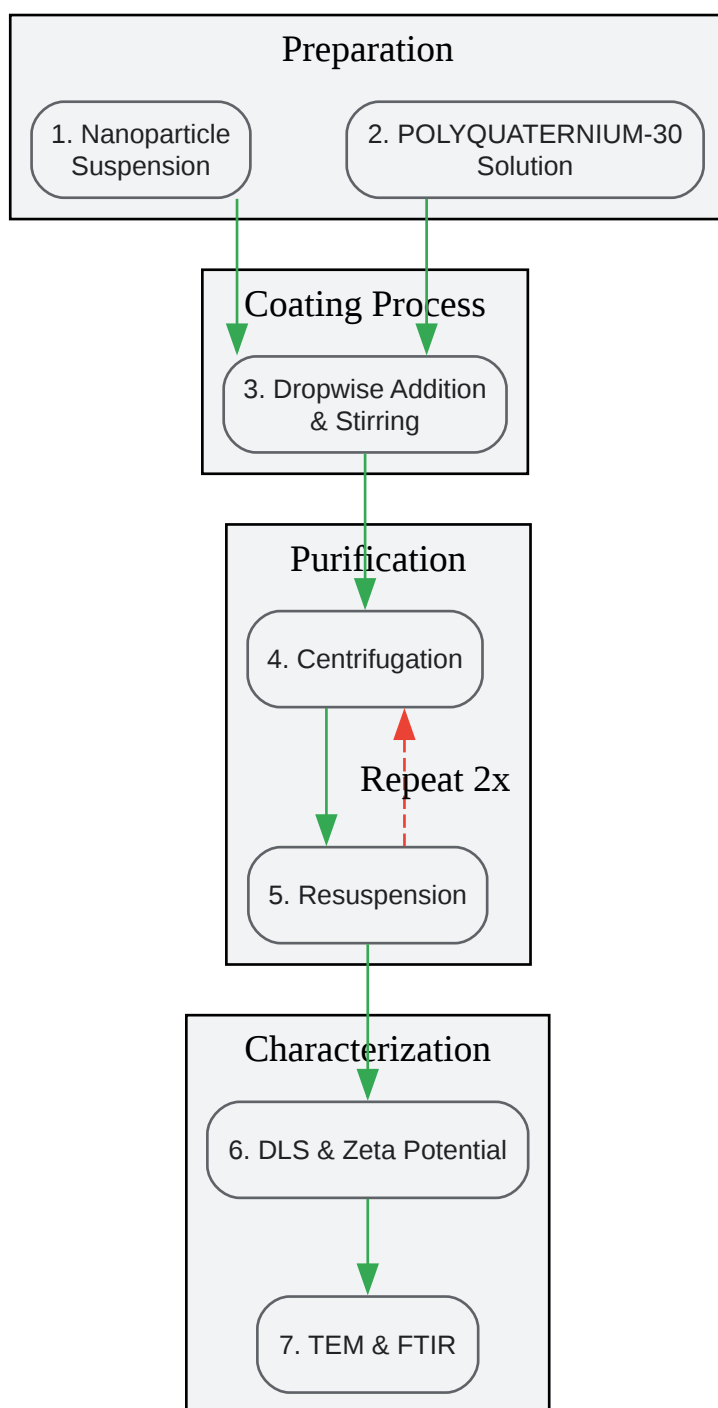 Preparation
1. Nanoparticle
Suspension
2. POLYQUATERNIUM-30
Solution
Coating Process
3. Dropwise Addition
& Stirring
Purification
4. Centrifugation
Repeat 2x
5. Resuspension
Characterization
6. DLS & Zeta Potential
7. TEM & FTIR